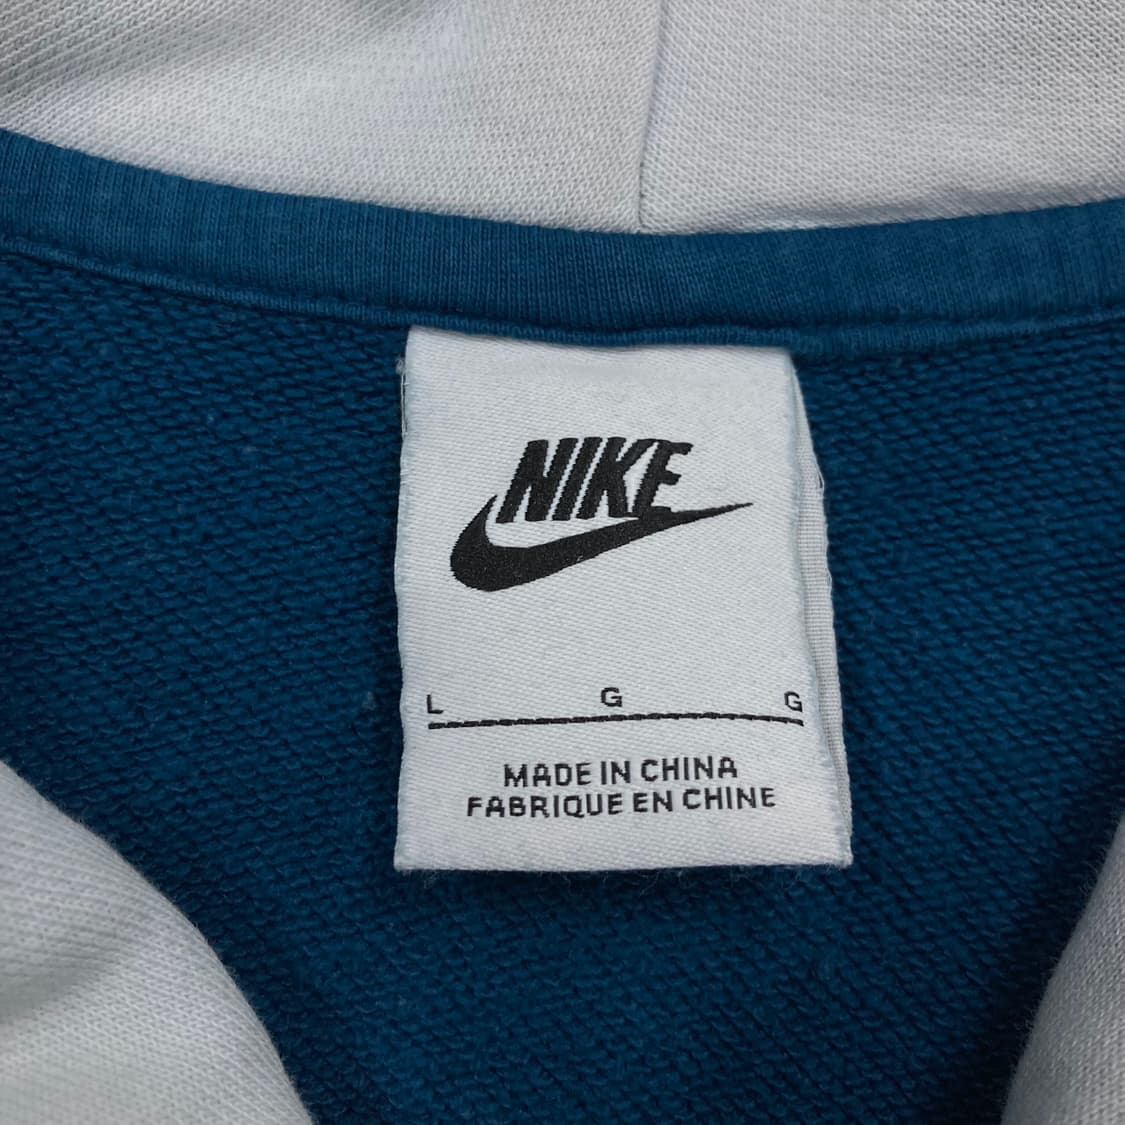 NIKE
L G G
MADE IN CHINA
FABRIQUE EN CHINE